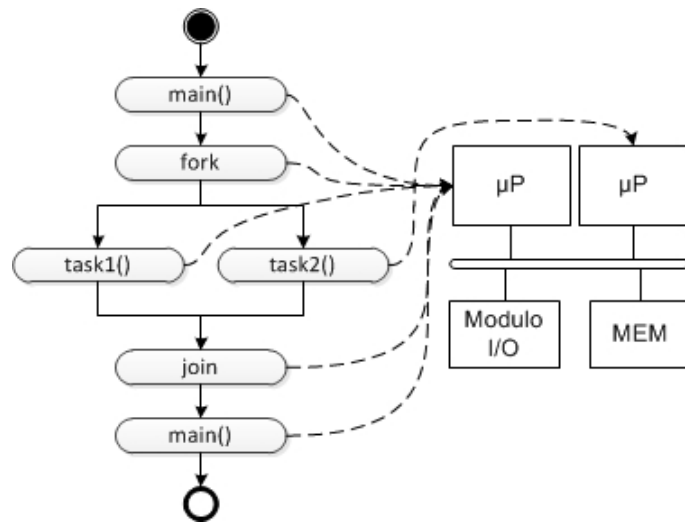 main()
fork
task1()
task2()
join
main()
μP
μP
Modulo
I/O
MEM